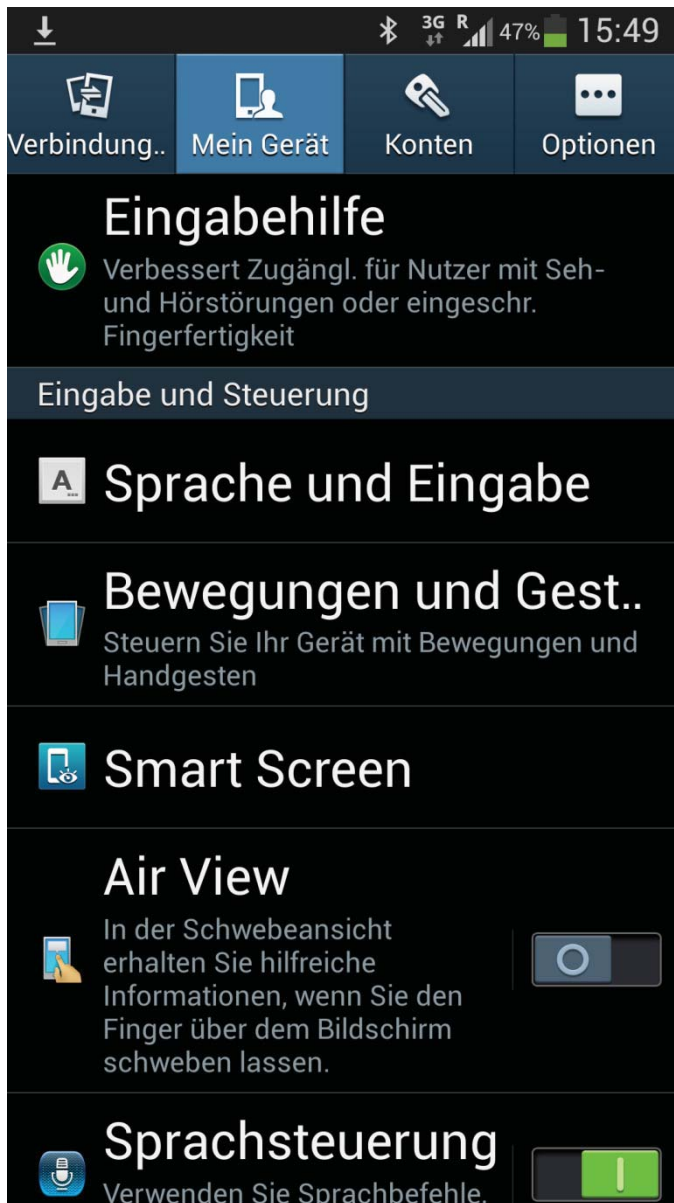 3G R 47% 15:49
Verbindung.. Mein Gerät Konten Optionen
Eingabehilfe
Verbessert Zugängl. für Nutzer mit Seh-
und Hörstörungen oder eingeschr.
Fingerfertigkeit
Eingabe und Steuerung
A
Sprache und Eingabe
Bewegungen und Gest..
Steuern Sie Ihr Gerät mit Bewegungen und
Handgesten
Smart Screen
Air View
In der Schwebeansicht
erhalten Sie hilfreiche
Informationen, wenn Sie den
Finger über dem Bildschirm
schweben lassen.
Sprachsteuerung
Verwenden Sie Sprachbefehle,